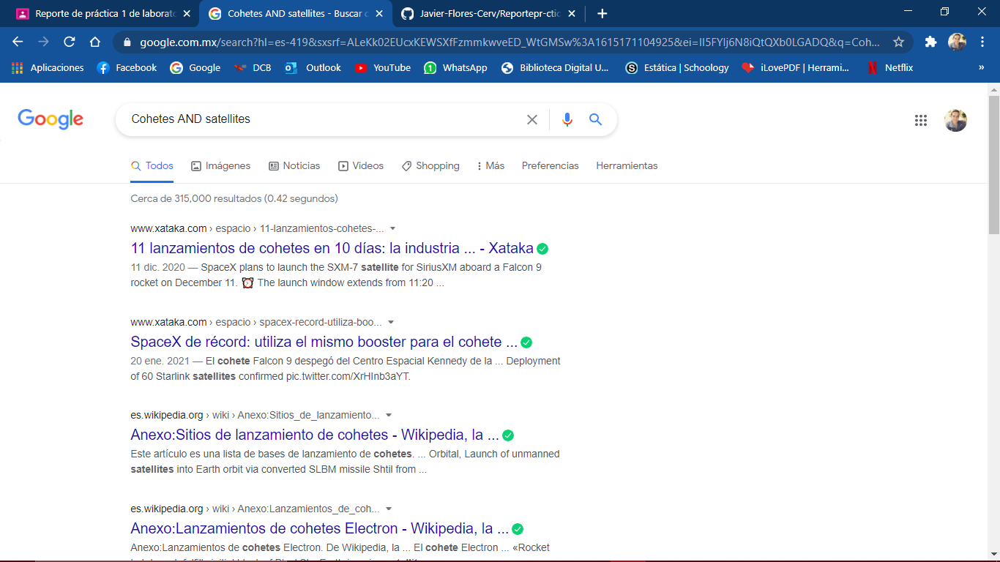 Reporte de práctica 1 de laborato
Cohetes AND satellites - Buscar c
Javier-Flores-Cerv/Reportepr-ctic
google.com.mx/search?hl=es-419&sxsrf=ALeKk02EUcxKEWSXfFzmmkwveED_WtGMSw%3A1615171104925&ei=Il5FYIj6N8iQtQXb0LGADQ&q=Coh...
Aplicaciones Facebook Google DCB Outlook YouTube WhatsApp Biblioteca Digital U... Estática | Schoology iLovePDF | Herrami... Netflix »
Google
Cohetes AND satellites
Todos Imágenes Noticias Videos Shopping Más Preferencias Herramientas
Cerca de 315,000 resultados (0.42 segundos)
www.xataka.com › espacio › 11-lanzamientos-cohetes-...
11 lanzamientos de cohetes en 10 días: la industria ... - Xataka
11 dic. 2020 — SpaceX plans to launch the SXM-7 satellite for SiriusXM aboard a Falcon 9
rocket on December 11. ⏰ The launch window extends from 11:20 ...
www.xataka.com › espacio › spacex-record-utiliza-boo...
SpaceX de récord: utiliza el mismo booster para el cohete ...
20 ene. 2021 — El cohete Falcon 9 despegó del Centro Espacial Kennedy de la ... Deployment
of 60 Starlink satellites confirmed pic.twitter.com/XrHInb3aYT.
es.wikipedia.org › wiki › Anexo:Sitios_de_lanzamiento...
Anexo:Sitios de lanzamiento de cohetes - Wikipedia, la ...
Este artículo es una lista de bases de lanzamiento de cohetes. ... Orbital, Launch of unmanned
satellites into Earth orbit via converted SLBM missile Shtil from ...
es.wikipedia.org › wiki › Anexo:Lanzamientos_de_coh...
Anexo:Lanzamientos de cohetes Electron - Wikipedia, la ...
Anexo:Lanzamientos de cohetes Electron. De Wikipedia, la ... El cohete Electron ... «Rocket